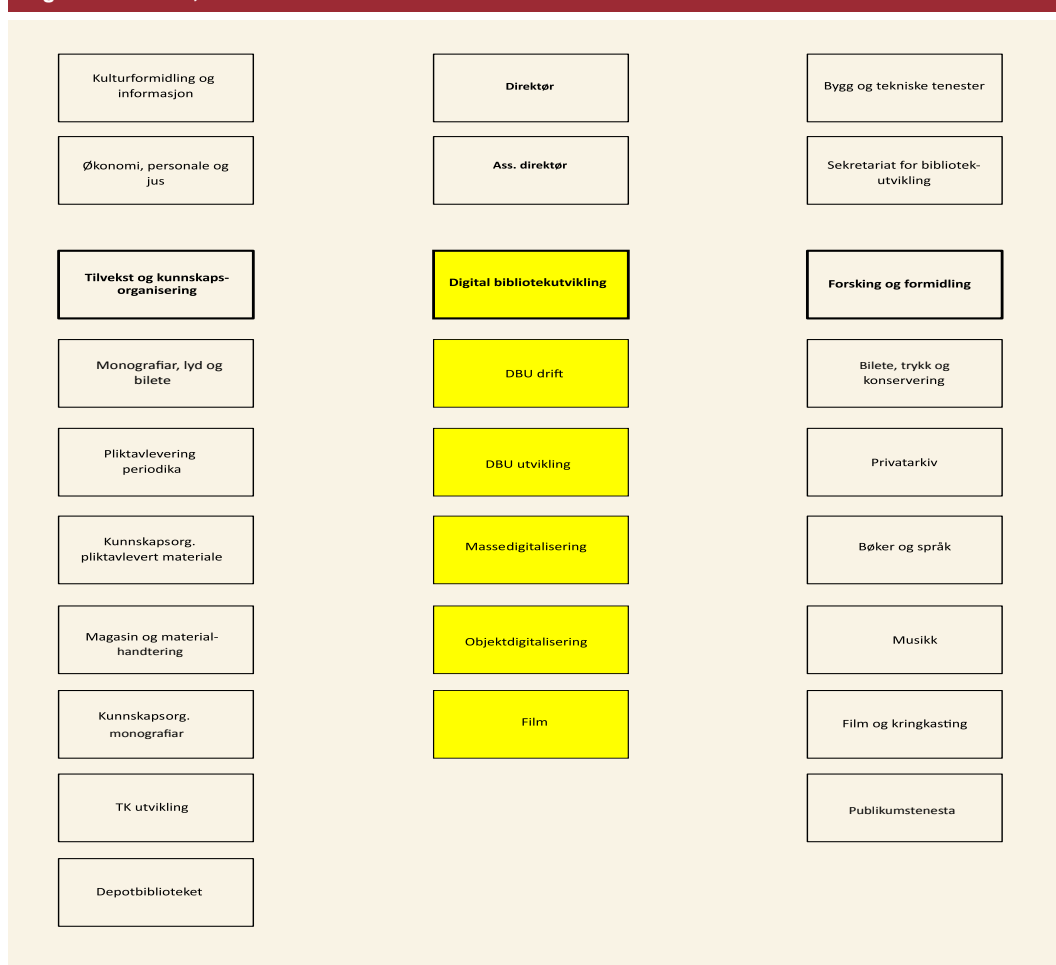 Kulturformidling og
informasjon
Direktør
Bygg og tekniske tenester
Økonomi, personale og
jus
Ass. direktør
Sekretariat for bibliotek-
utvikling
Tilvekst og kunnskaps-
organisering
Digital bibliotekutvikling
Forsking og formidling
Monografiar, lyd og
bilete
DBU drift
Bilete, trykk og
konservering
Pliktavlevering
periodika
DBU utvikling
Privatarkiv
Kunnskapsorg.
pliktavlevert materiale
Massedigitalisering
Bøker og språk
Magasin og material-
handtering
Objektdigitalisering
Musikk
Kunnskapsorg.
monografiar
Film
Film og kringkasting
TK utvikling
Publikumstenesta
Depotbiblioteket